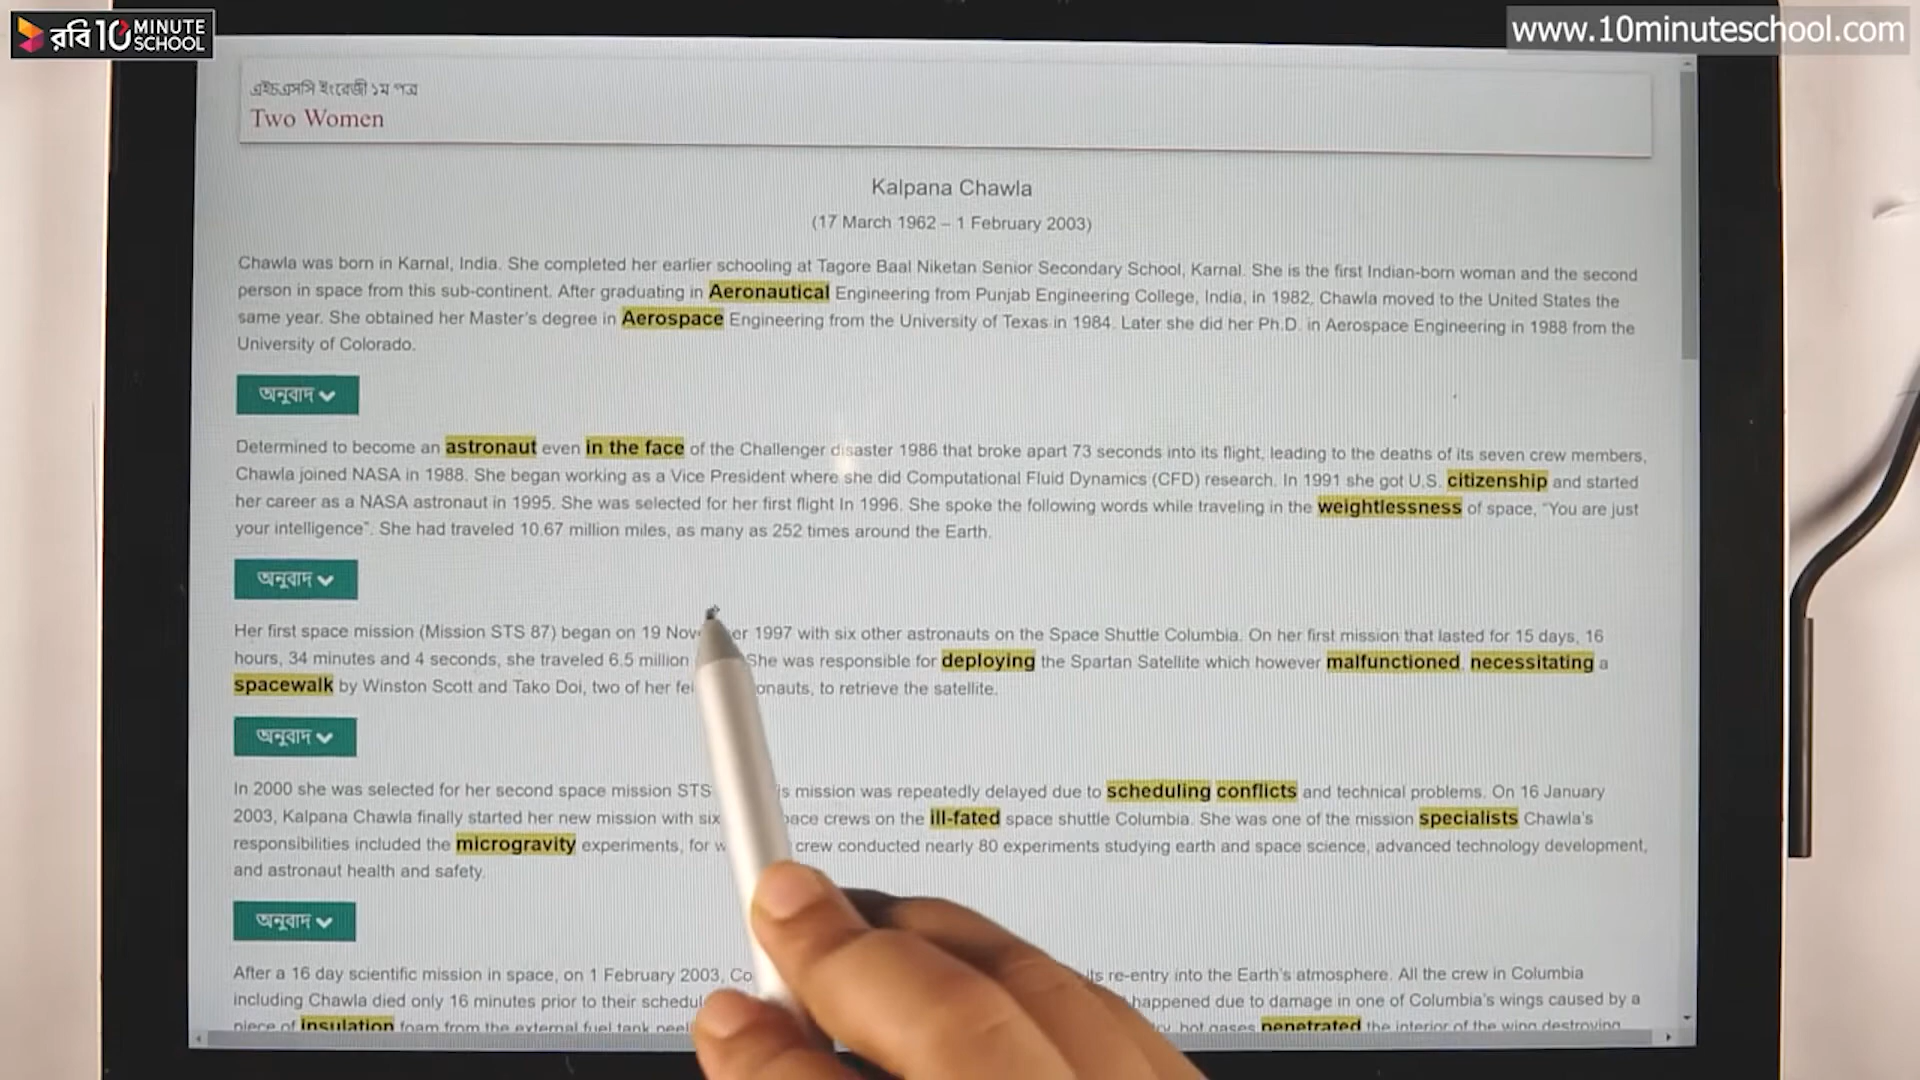 রবি 10 MINUTE SCHOOL
www.10minuteschool.com
এইচএসসি ইংরেজী ১ম পত্র
Two Women
Kalpana Chawla
(17 March 1962 – 1 February 2003)
Chawla was born in Karnal, India. She completed her earlier schooling at Tagore Baal Niketan Senior Secondary School, Karnal. She is the first Indian-born woman and the second
person in space from this sub-continent. After graduating in Aeronautical Engineering from Punjab Engineering College, India, in 1982, Chawla moved to the United States the
same year. She obtained her Master's degree in Aerospace Engineering from the University of Texas in 1984. Later she did her Ph.D. in Aerospace Engineering in 1988 from the
University of Colorado.
অনুবাদ
Determined to become an astronaut even in the face of the Challenger disaster 1986 that broke apart 73 seconds into its flight, leading to the deaths of its seven crew members,
Chawla joined NASA in 1988. She began working as a Vice President where she did Computational Fluid Dynamics (CFD) research. In 1991 she got U.S. citizenship and started
her career as a NASA astronaut in 1995. She was selected for her first flight In 1996. She spoke the following words while traveling in the weightlessness of space, "You are just
your intelligence". She had traveled 10.67 million miles, as many as 252 times around the Earth.
অনুবাদ
Her first space mission (Mission STS 87) began on 19 Nov er 1997 with six other astronauts on the Space Shuttle Columbia. On her first mission that lasted for 15 days, 16
hours, 34 minutes and 4 seconds, she traveled 6.5 million She was responsible for deploying the Spartan Satellite which however malfunctioned, necessitating a
spacewalk by Winston Scott and Tako Doi, two of her fel onauts, to retrieve the satellite.
অনুবাদ
In 2000 she was selected for her second space mission STS is mission was repeatedly delayed due to scheduling conflicts and technical problems. On 16 January
2003, Kalpana Chawla finally started her new mission with six pace crews on the ill-fated space shuttle Columbia. She was one of the mission specialists Chawla's
responsibilities included the microgravity experiments, for w crew conducted nearly 80 experiments studying earth and space science, advanced technology development,
and astronaut health and safety.
অনুবাদ
After a 16 day scientific mission in space, on 1 February 2003, Co its re-entry into the Earth's atmosphere. All the crew in Columbia
including Chawla died only 16 minutes prior to their schedul happened due to damage in one of Columbia's wings caused by a
piece of insulation foam from the external fuel tank peel hot gases penetrated the interior of the wing destroying